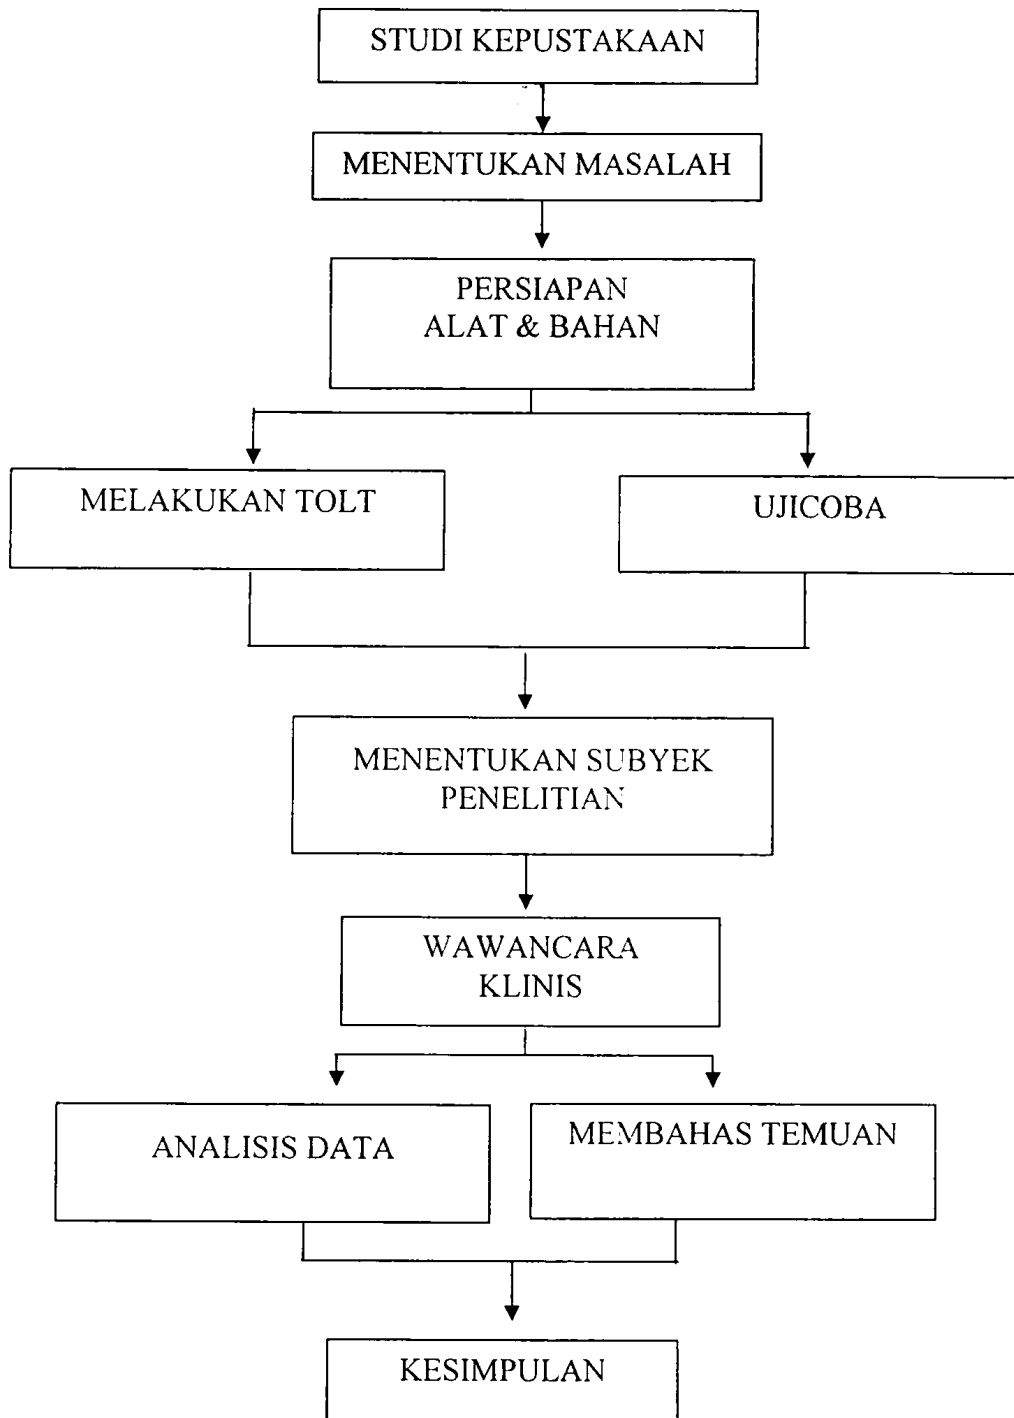 STUDI KEPUSTAKAAN
MENENTUKAN MASALAH
PERSIAPAN
ALAT & BAHAN
MELAKUKAN TOLT
UJICOBA
MENENTUKAN SUBYEK
PENELITIAN
WAWANCARA
KLINIS
ANALISIS DATA
MEMBAHAS TEMUAN
KESIMPULAN